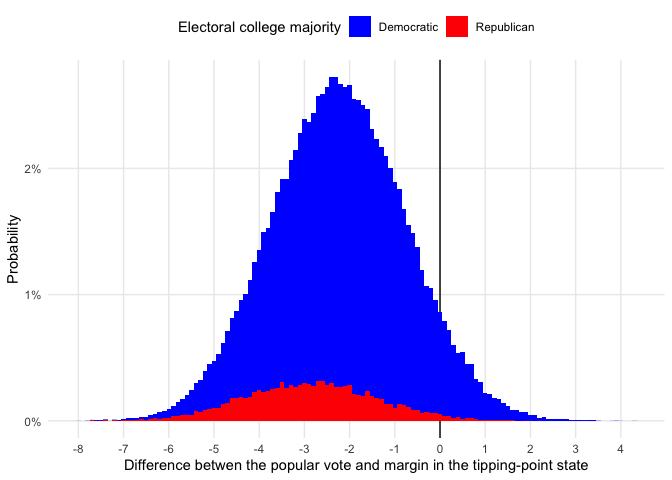 Electoral college majority Democratic Republican
2%
1%
0%
Probability
-8 -7 -6 -5 -4 -3 -2 -1 0 1 2 3 4
Difference betwen the popular vote and margin in the tipping-point state